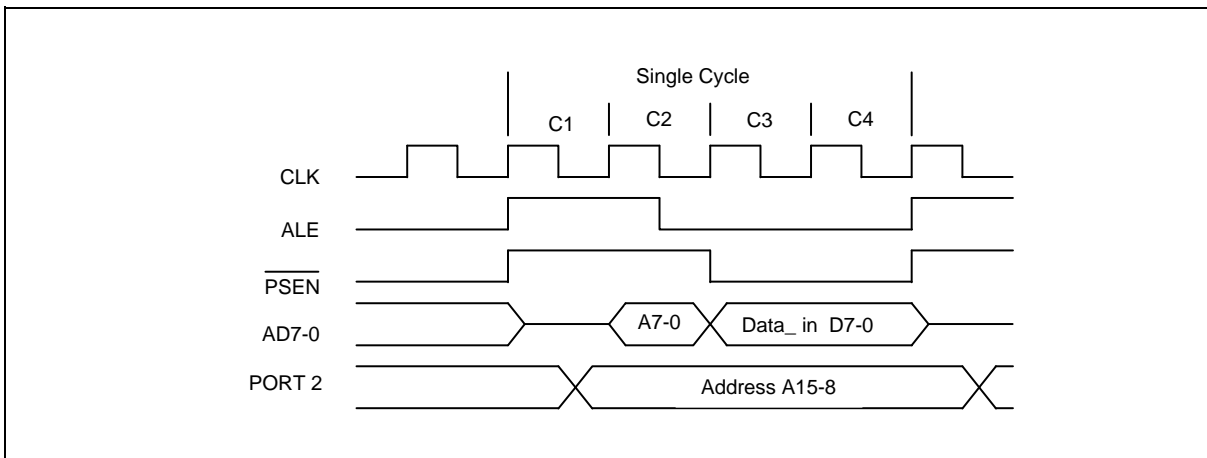 Single Cycle
C1 C2 C3 C4
CLK
ALE
PSEN
AD7-0 A7-0 Data_ in D7-0
PORT 2 Address A15-8